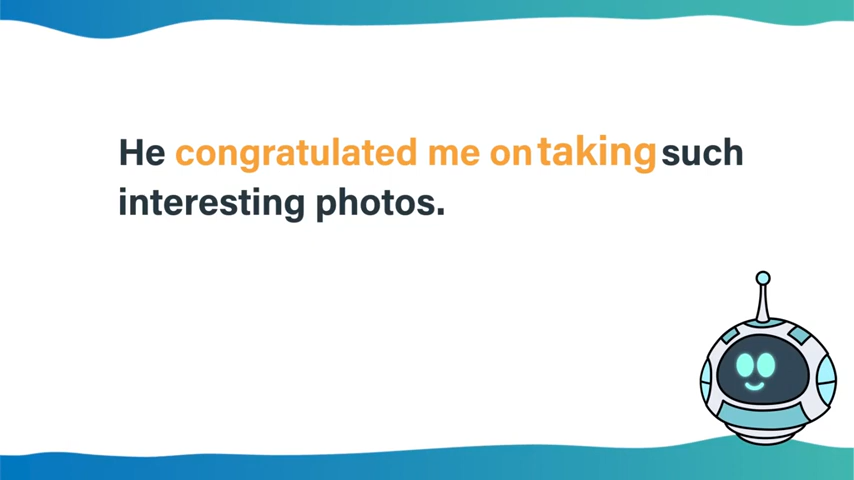 He congratulated me on taking such
interesting photos.